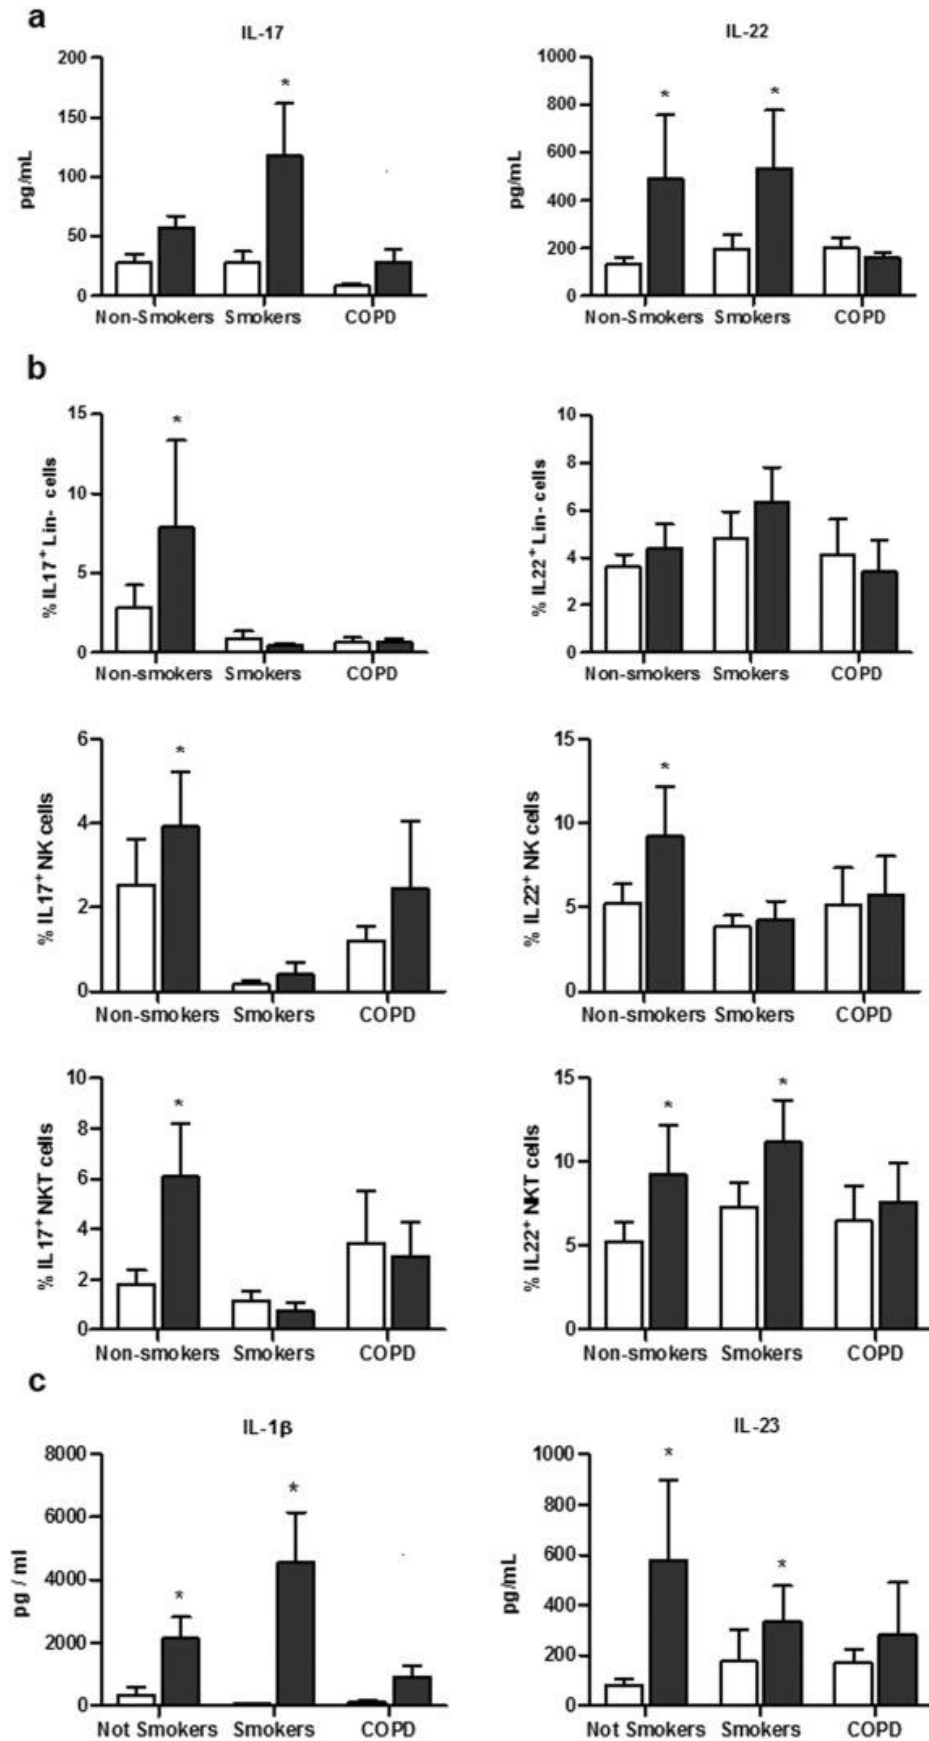 a
IL-17
200
150
100
50
0
pg/mL
*
Non-Smokers Smokers COPD
IL-22
1000
800
600
400
200
0
pg/mL
*
*
Non-Smokers Smokers COPD
b
15
10
5
0
% IL17+ Lin- cells
*
Non-smokers Smokers COPD
10
8
6
4
2
0
% IL22+ Lin- cells
Non-smokers Smokers COPD
6
4
2
0
% IL17+ NK cells
*
Non-smokers Smokers COPD
15
10
5
0
% IL22+ NK cells
*
Non-smokers Smokers COPD
10
8
6
4
2
0
% IL17+ NKT cells
*
Non-smokers Smokers COPD
15
10
5
0
% IL22+ NKT cells
*
*
Non-smokers Smokers COPD
c
IL-1β
8000
6000
4000
2000
0
pg / ml
*
*
Not Smokers Smokers COPD
IL-23
1000
800
600
400
200
0
pg/mL
*
*
Not Smokers Smokers COPD